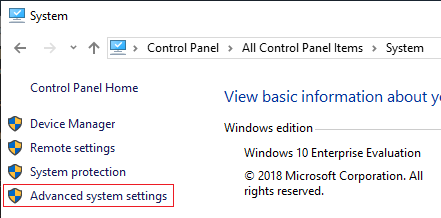 System
Control Panel > All Control Panel Items > System
Control Panel Home
Device Manager
Remote settings
System protection
Advanced system settings
View basic information about
Windows edition
Windows 10 Enterprise Evaluation
© 2018 Microsoft Corporation. All
rights reserved.